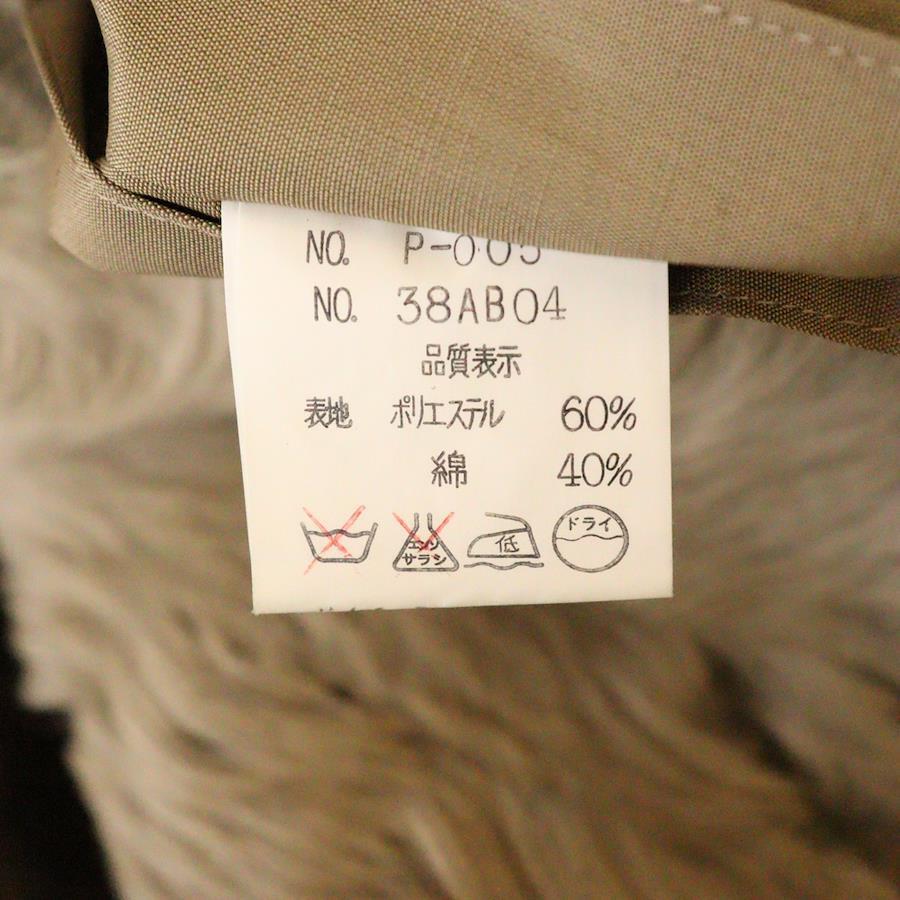 NO. P-005
NO. 38AB04
品質表示
表地 ポリエステル 60%
綿 40%
エンソ
サラシ
低
ドライ